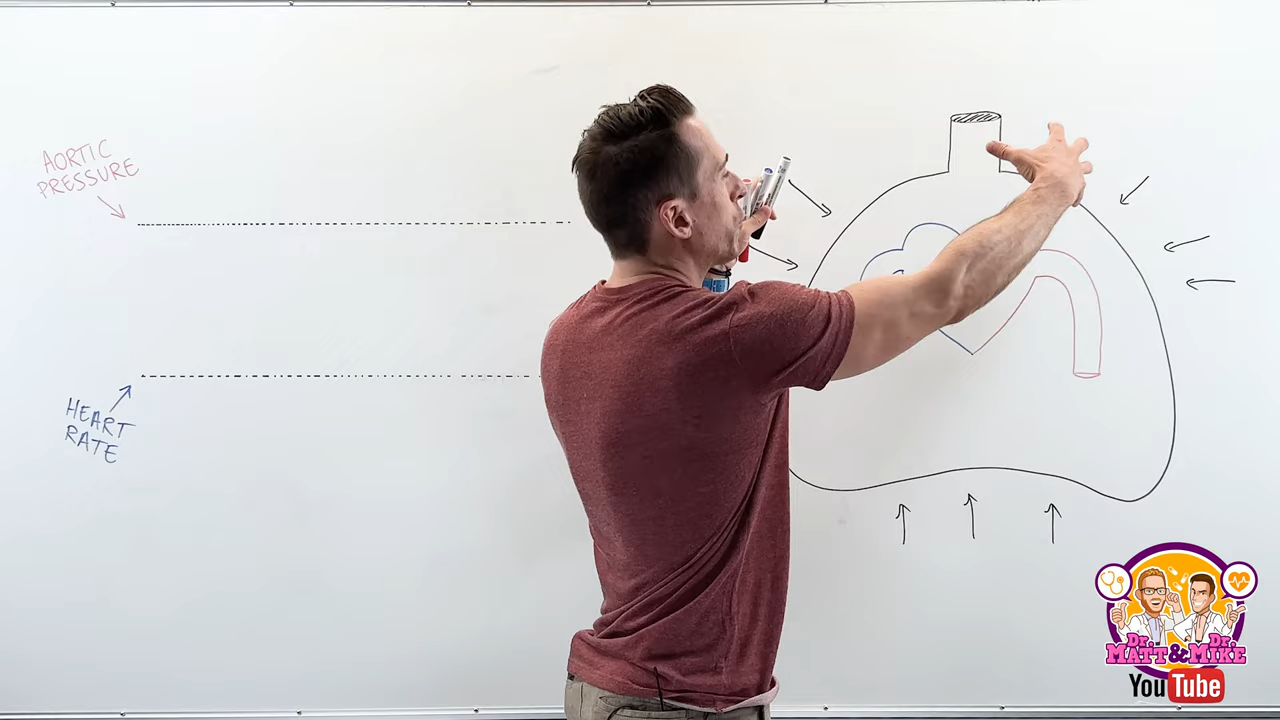 AORTIC
PRESSURE
HEART
RATE
Dr.
Dr.
MATT & MIKE
YouTube